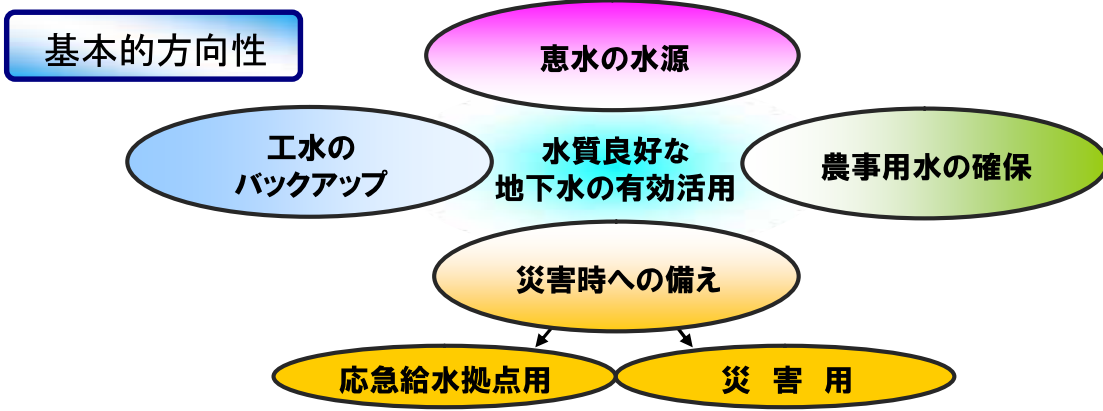 基本的方向性
恵水の水源
工水の
バックアップ
水質良好な
地下水の有効活用
農事用水の確保
災害時への備え
応急給水拠点用
災 害 用